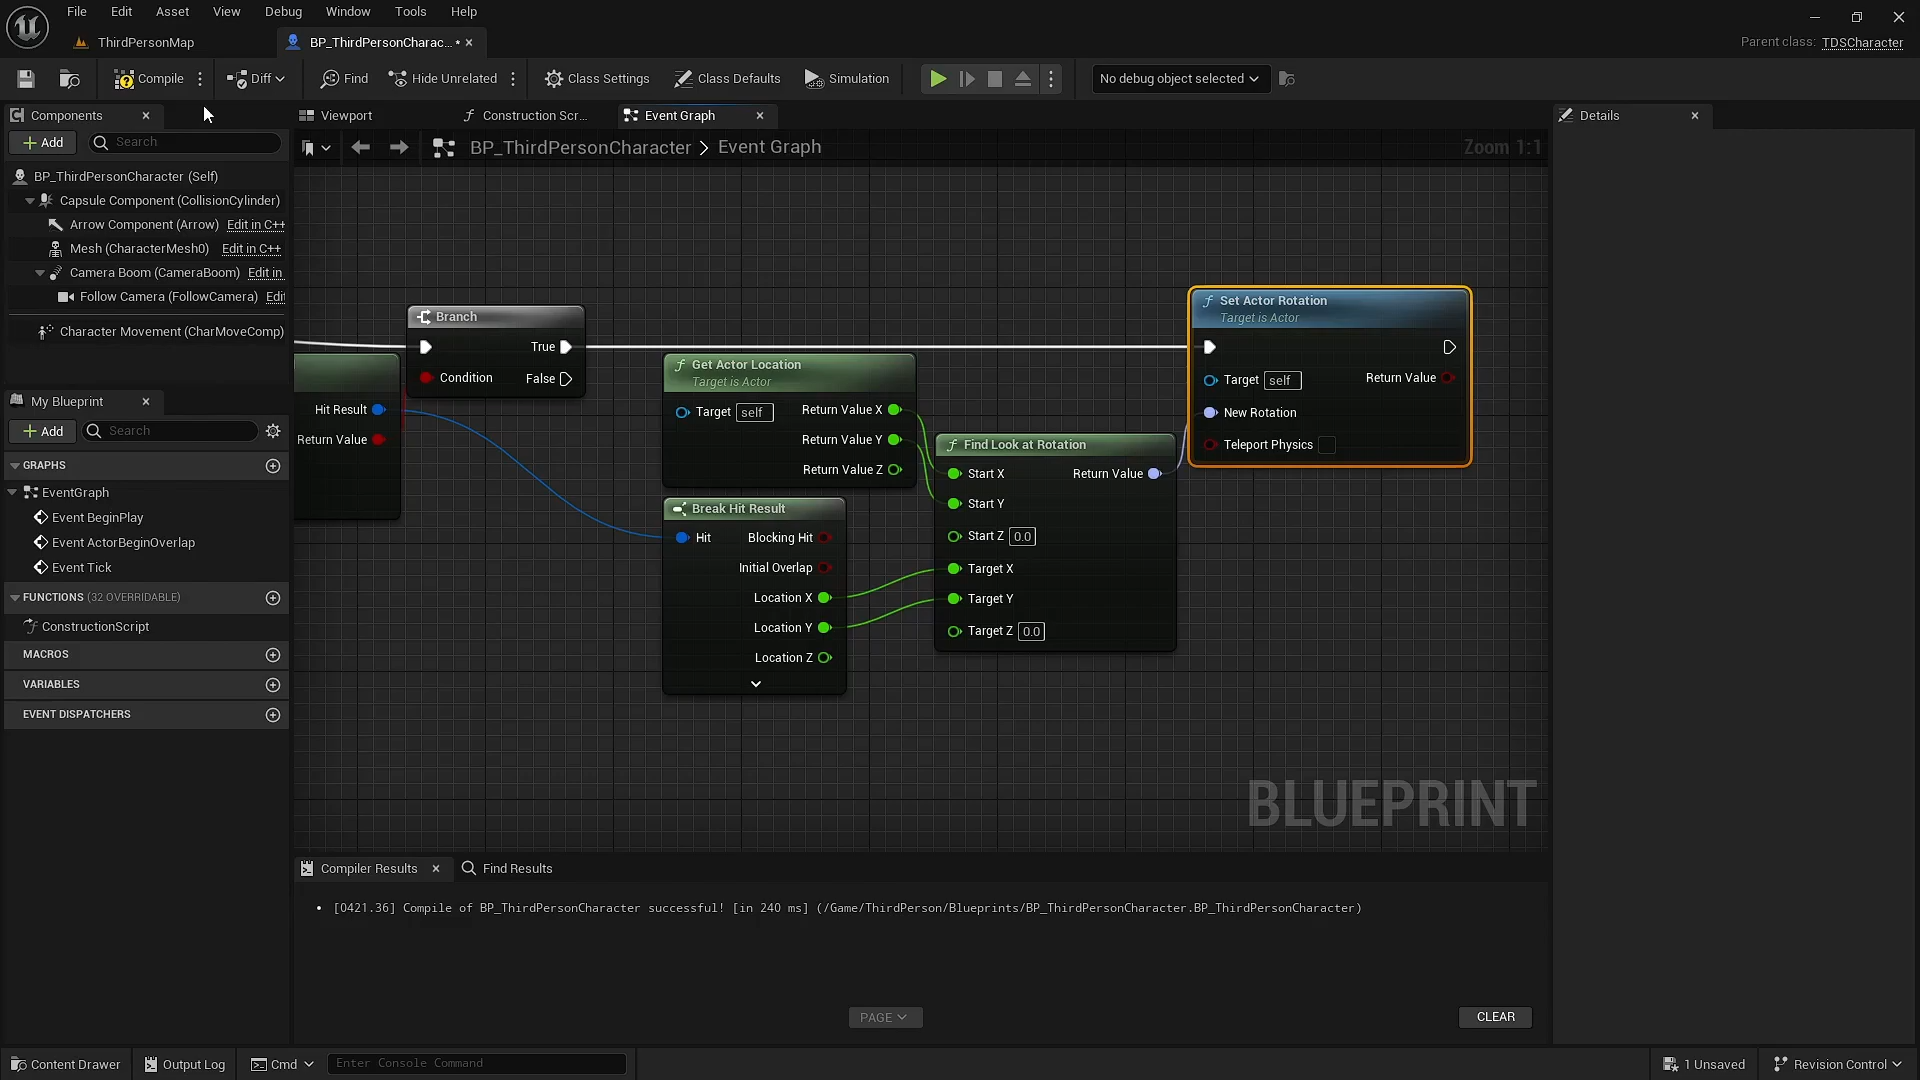 File Edit Asset View Debug Window Tools Help
ThirdPersonMap BP_ThirdPersonCharac... •
Parent class: TDSCharacter
Compile Diff Find Hide Unrelated Class Settings Class Defaults Simulation No debug object selected
Components
Viewport Construction Scr... Event Graph
Details
Add Search
BP_ThirdPersonCharacter > Event Graph
Zoom 1:1
BP_ThirdPersonCharacter (Self)
Capsule Component (CollisionCylinder)
Arrow Component (Arrow) Edit in C++
Mesh (CharacterMesh0) Edit in C++
Camera Boom (CameraBoom) Edit in
Follow Camera (FollowCamera) Edit
Character Movement (CharMoveComp)
My Blueprint
Add Search
GRAPHS
EventGraph
Event BeginPlay
Event ActorBeginOverlap
Event Tick
FUNCTIONS (32 OVERRIDABLE)
ConstructionScript
MACROS
VARIABLES
EVENT DISPATCHERS
Hit Result
Return Value
Branch
True
Condition False
Get Actor Location
Target is Actor
Target self Return Value X
Return Value Y
Return Value Z
Break Hit Result
Hit Blocking Hit
Initial Overlap
Location X
Location Y
Location Z
Find Look at Rotation
Start X Return Value
Start Y
Start Z 0.0
Target X
Target Y
Target Z 0.0
Set Actor Rotation
Target is Actor
Target self Return Value
New Rotation
Teleport Physics
BLUEPRINT
Compiler Results Find Results
• [0421.36] Compile of BP_ThirdPersonCharacter successful! [in 240 ms] (/Game/ThirdPerson/Blueprints/BP_ThirdPersonCharacter.BP_ThirdPersonCharacter)
PAGE
CLEAR
Content Drawer Output Log Cmd Enter Console Command
1 Unsaved Revision Control